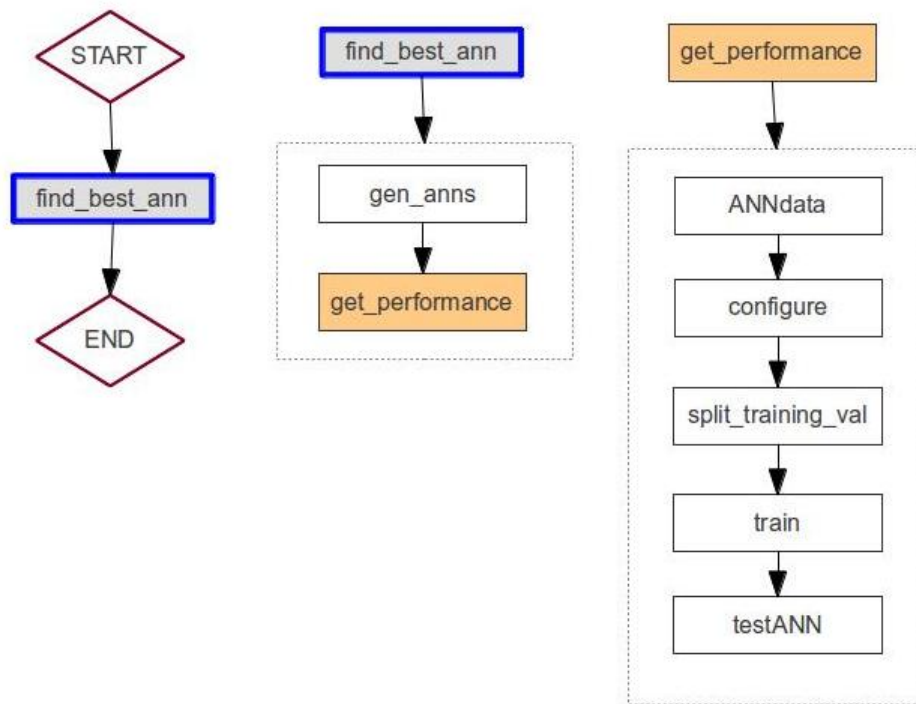 START
find_best_ann
END
find_best_ann
gen_anns
get_performance
get_performance
ANNdata
configure
split_training_val
train
testANN